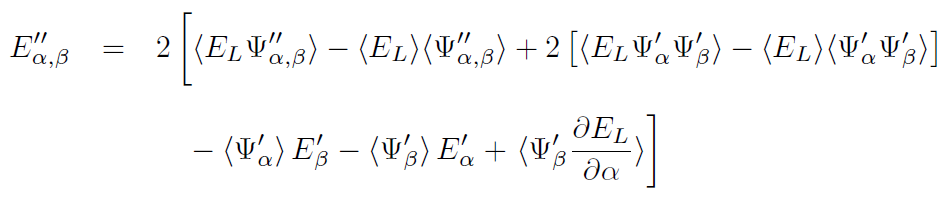 E''_{α,β} = 2 [ ⟨E_L Ψ''_{α,β}⟩ − ⟨E_L⟩⟨Ψ''_{α,β}⟩ + 2 [⟨E_L Ψ'_α Ψ'_β⟩ − ⟨E_L⟩⟨Ψ'_α Ψ'_β⟩]
− ⟨Ψ'_α⟩ E'_β − ⟨Ψ'_β⟩ E'_α + ⟨Ψ'_β ∂E_L/∂α⟩ ]